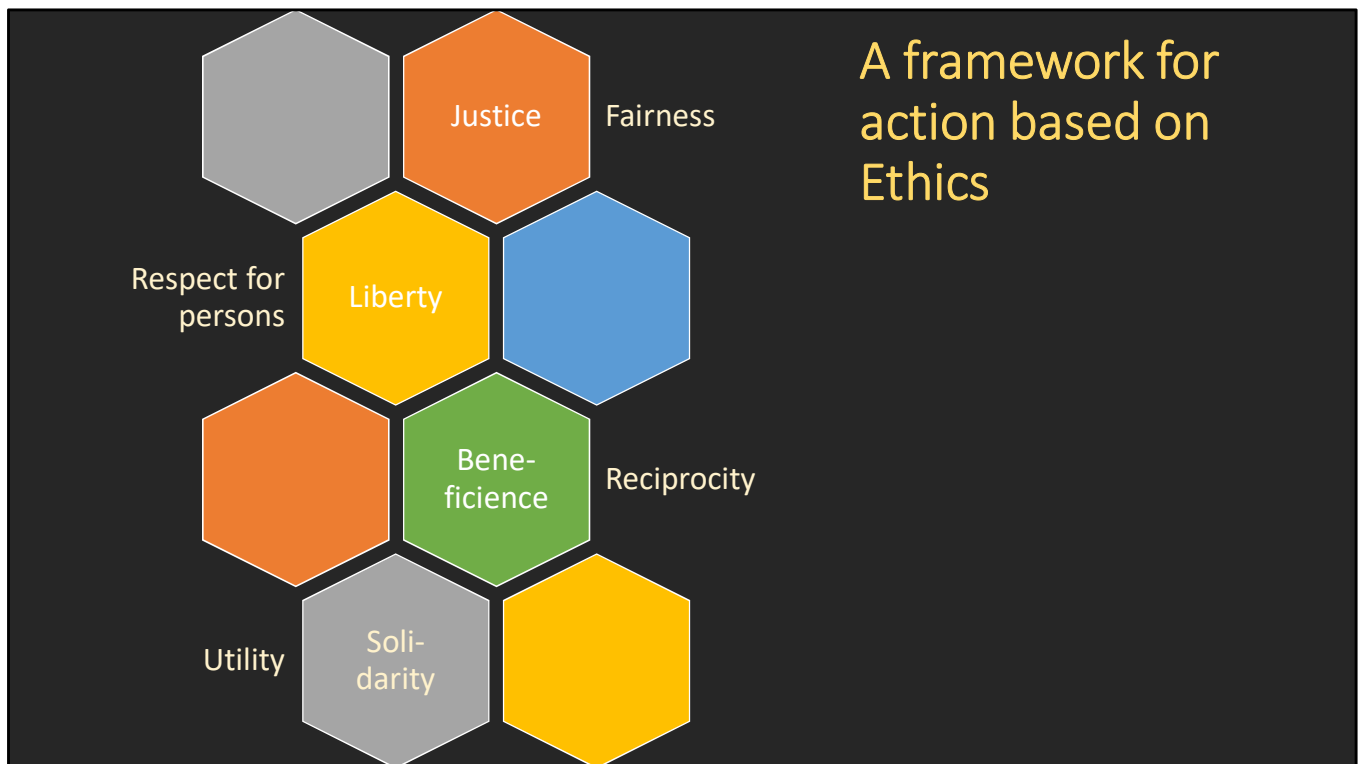 A framework for
action based on
Ethics
Justice
Fairness
Respect for
persons
Liberty
Bene-
ficience
Reciprocity
Utility
Soli-
darity